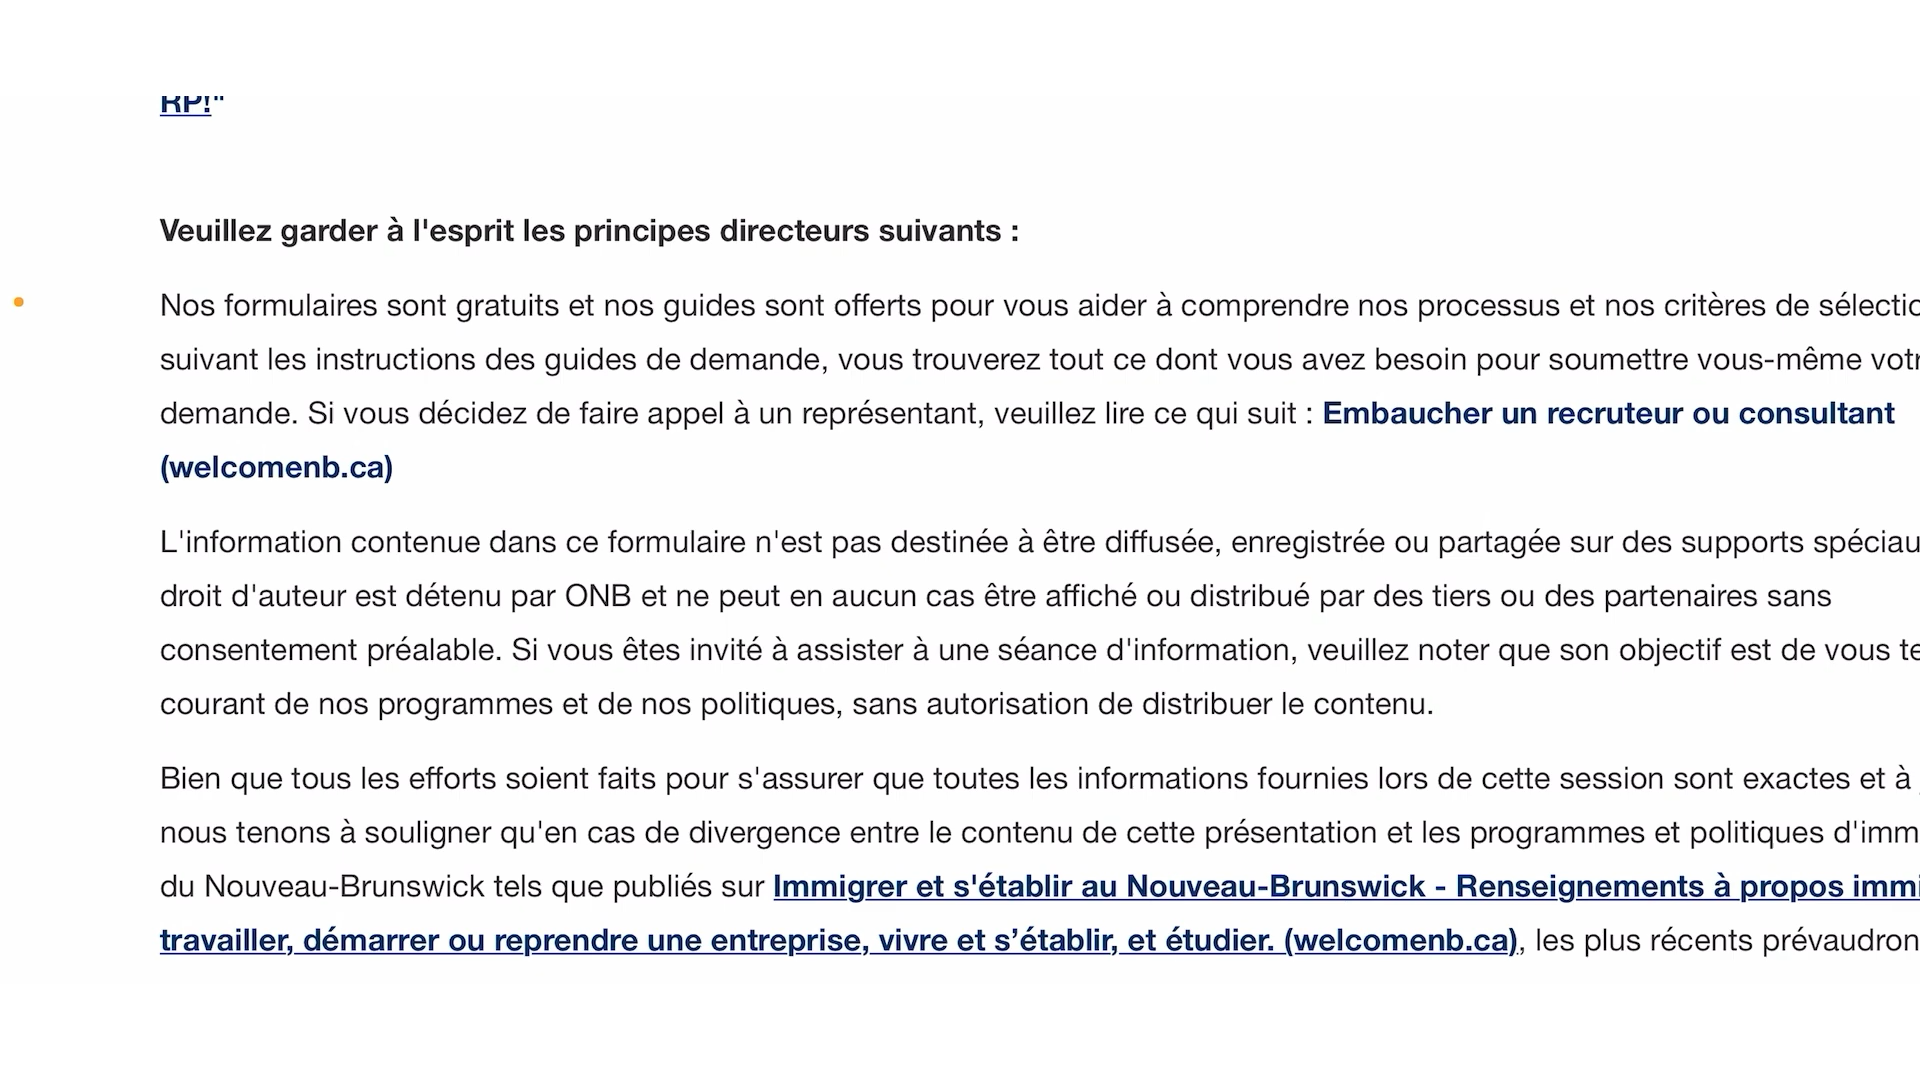 RP!"
Veuillez garder à l'esprit les principes directeurs suivants :
Nos formulaires sont gratuits et nos guides sont offerts pour vous aider à comprendre nos processus et nos critères de
suivant les instructions des guides de demande, vous trouverez tout ce dont vous avez besoin pour soumettre vous-même
demande. Si vous décidez de faire appel à un représentant, veuillez lire ce qui suit : Embaucher un recruteur ou consultant
(welcomenb.ca)
L'information contenue dans ce formulaire n'est pas destinée à être diffusée, enregistrée ou partagée sur des supports
droit d'auteur est détenu par ONB et ne peut en aucun cas être affiché ou distribué par des tiers ou des partenaires sans
consentement préalable. Si vous êtes invité à assister à une séance d'information, veuillez noter que son objectif est de vous
courant de nos programmes et de nos politiques, sans autorisation de distribuer le contenu.
Bien que tous les efforts soient faits pour s'assurer que toutes les informations fournies lors de cette session sont exactes et à
nous tenons à souligner qu'en cas de divergence entre le contenu de cette présentation et les programmes et politiques
du Nouveau-Brunswick tels que publiés sur Immigrer et s'établir au Nouveau-Brunswick - Renseignements à propos
travailler, démarrer ou reprendre une entreprise, vivre et s’établir, et étudier. (welcomenb.ca), les plus récents